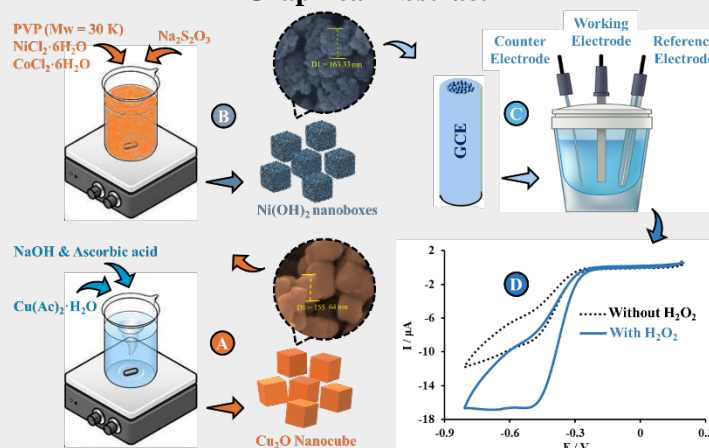 PVP (Mw = 30 K)
NiCl₂·6H₂O
CoCl₂·6H₂O
Na₂S₂O₃
D1 = 163.33 nm
B
Ni(OH)₂ nanoboxes
Counter
Electrode
Working
Electrode
Reference
GCE
C
NaOH & Ascorbic acid
Cu(Ac)₂·H₂O
D1 = 155.64 nm
A
Cu₂O Nanocube
D
Without H₂O₂
With H₂O₂
I / µA
2
-2
-6
-10
-14
-18
-0.9
-0.6
-0.3
0
0.3
E / V